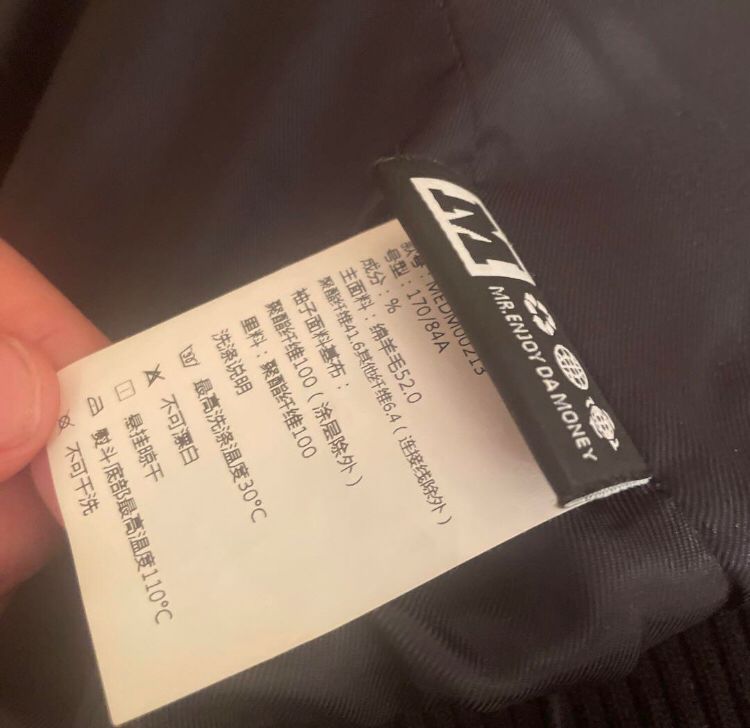 M
MR.ENJOY DA MONEY
款号：MEDM00213
号型：170/84A
成分：%
主面料：绵羊毛52.0
聚酯纤维41.6其他纤维6.4（连接线除外）
袖子面料基布：
聚酯纤维100（涂层除外）
里料：聚酯纤维100
洗涤说明
30 最高洗涤温度30°C
不可漂白
悬挂晾干
熨斗底部最高温度110°C
不可干洗